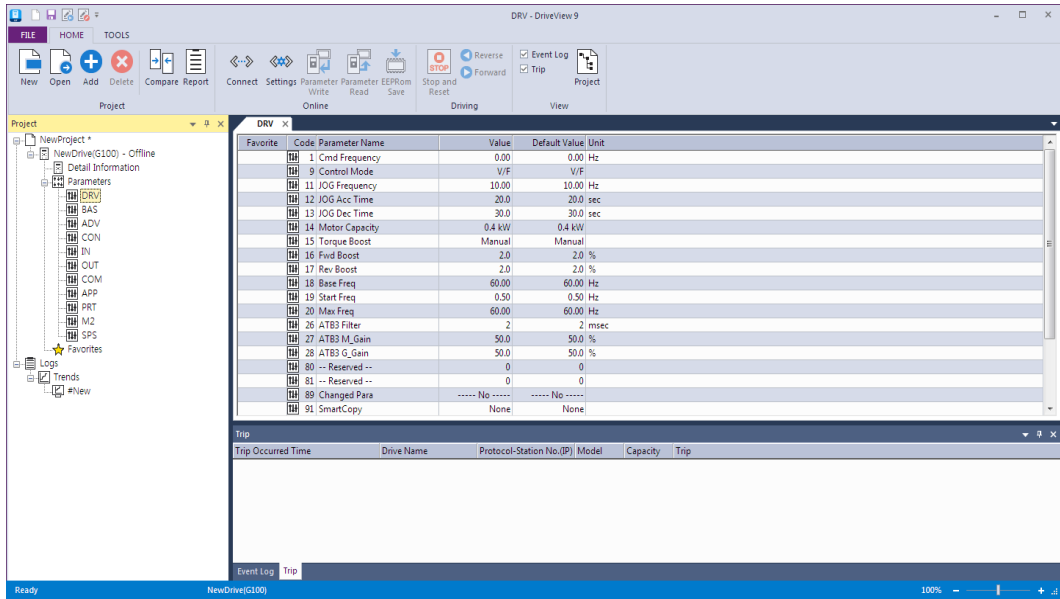 DRV - DriveView 9
FILE HOME TOOLS
New Open Add Delete Compare Report
Project
Connect Settings Parameter Write Parameter Read EEPRom Save
Online
STOP
Stop and Reset
Reverse
Forward
Driving
Event Log
Trip
Project
View
Project
NewProject *
NewDrive(G100) - Offline
Detail Information
Parameters
DRV
BAS
ADV
CON
IN
OUT
COM
APP
PRT
M2
SPS
Favorites
Logs
Trends
#New
DRV
Favorite Code Parameter Name Value Default Value Unit
1 Cmd Frequency 0.00 0.00 Hz
9 Control Mode V/F V/F
11 JOG Frequency 10.00 10.00 Hz
12 JOG Acc Time 20.0 20.0 sec
13 JOG Dec Time 30.0 30.0 sec
14 Motor Capacity 0.4 kW 0.4 kW
15 Torque Boost Manual Manual
16 Fwd Boost 2.0 2.0 %
17 Rev Boost 2.0 2.0 %
18 Base Freq 60.00 60.00 Hz
19 Start Freq 0.50 0.50 Hz
20 Max Freq 60.00 60.00 Hz
26 ATB3 Filter 2 2 msec
27 ATB3 M_Gain 50.0 50.0 %
28 ATB3 G_Gain 50.0 50.0 %
80 -- Reserved -- 0 0
81 -- Reserved -- 0 0
89 Changed Para ----- No ----- ----- No -----
91 SmartCopy None None
Trip
Trip Occurred Time Drive Name Protocol-Station No.(IP) Model Capacity Trip
Event Log Trip
Ready NewDrive(G100) 100%